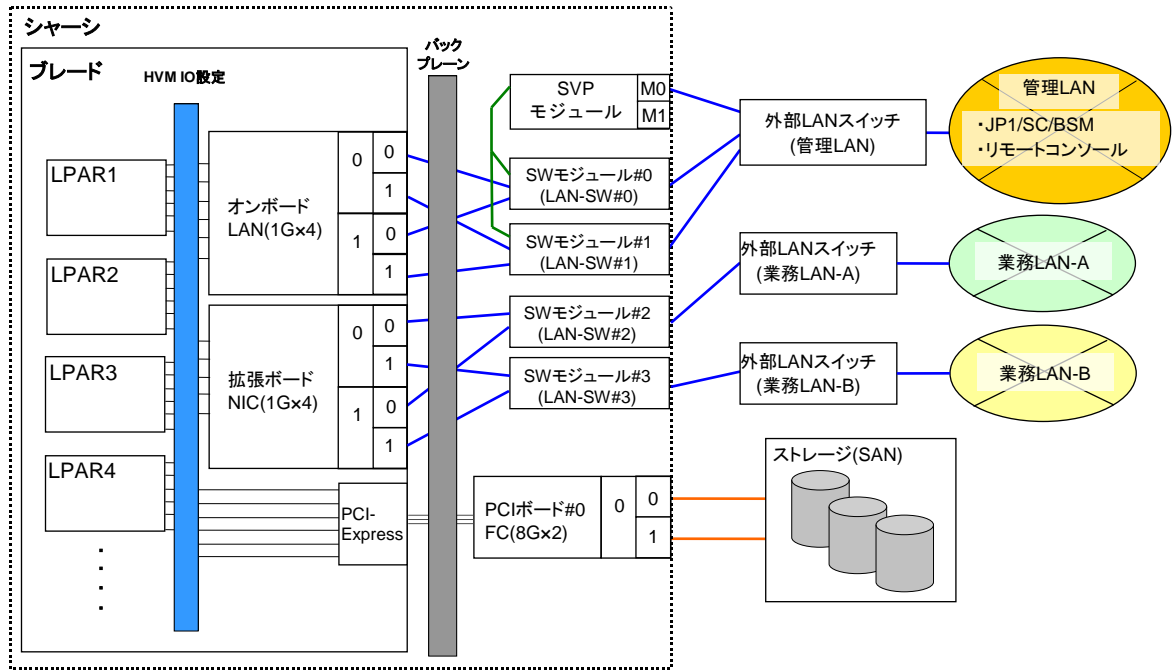 シャーシ
ブレード
HVM IO設定
バック
プレーン
LPAR1
LPAR2
LPAR3
LPAR4
・
・
・
・
オンボード
LAN(1G×4)
0
0
1
1
0
1
拡張ボード
NIC(1G×4)
0
0
1
1
0
1
PCI-
Express
SVP
モジュール
M0
M1
SWモジュール#0
(LAN-SW#0)
SWモジュール#1
(LAN-SW#1)
SWモジュール#2
(LAN-SW#2)
SWモジュール#3
(LAN-SW#3)
PCIボード#0
FC(8G×2)
0
0
1
外部LANスイッチ
(管理LAN)
外部LANスイッチ
(業務LAN-A)
外部LANスイッチ
(業務LAN-B)
管理LAN
・JP1/SC/BSM
・リモートコンソール
業務LAN-A
業務LAN-B
ストレージ(SAN)